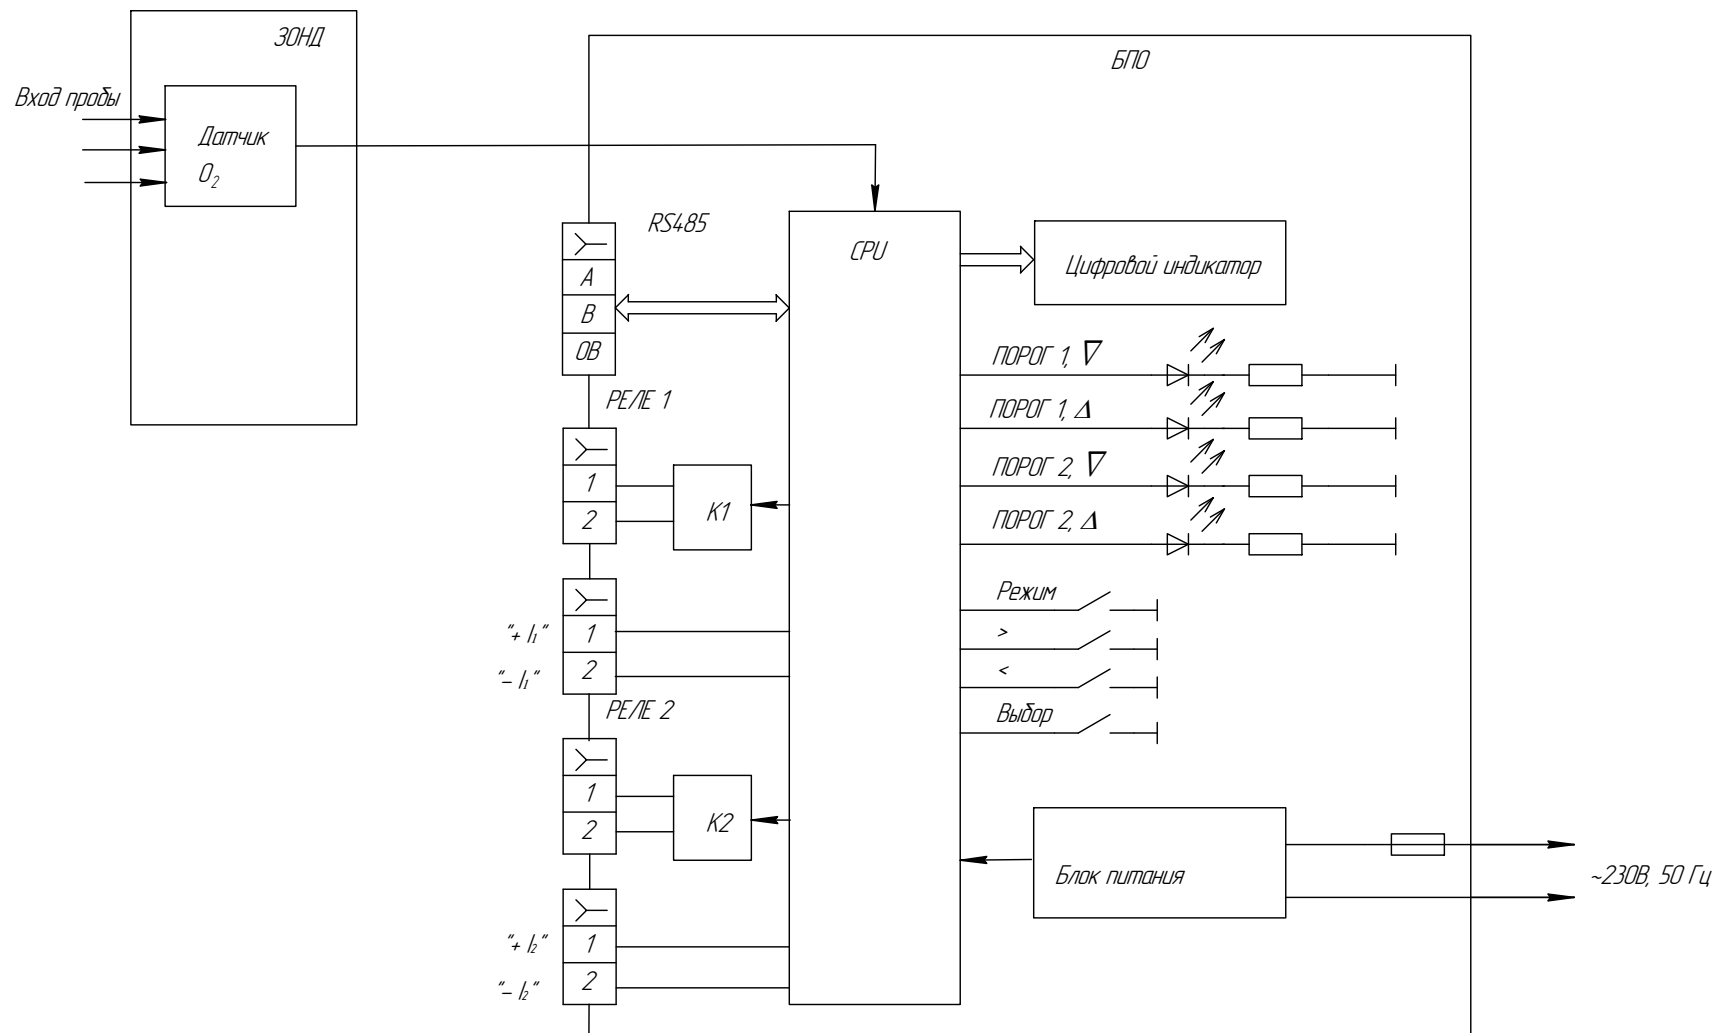 ЗОНД
Вход пробы
Датчик
O₂
БПО
RS485
A
B
0В
CPU
Цифровой индикатор
ПОРОГ 1, ∇
ПОРОГ 1, Δ
ПОРОГ 2, ∇
ПОРОГ 2, Δ
РЕЛЕ 1
1
2
K1
"+ I₁"
1
"– I₁"
2
Режим
>
<
Выбор
РЕЛЕ 2
1
2
K2
"+ I₂"
1
"– I₂"
2
Блок питания
~230В, 50 Гц